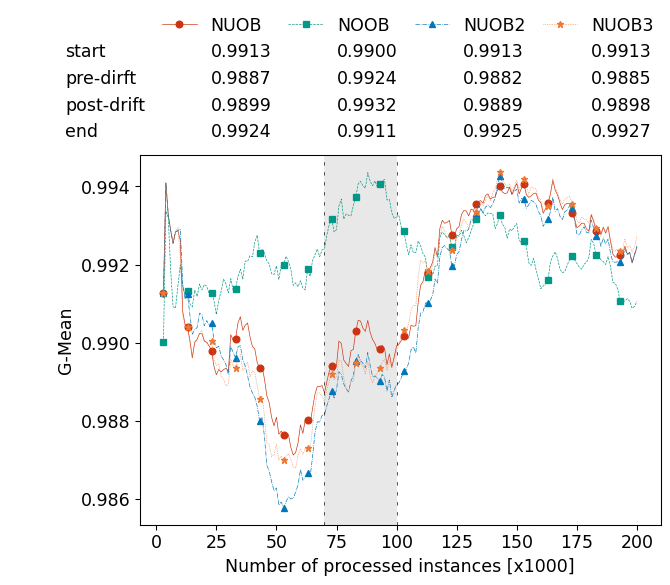 NUOB NOOB NUOB2 NUOB3
start 0.9913 0.9900 0.9913 0.9913
pre-dirft 0.9887 0.9924 0.9882 0.9885
post-drift 0.9899 0.9932 0.9889 0.9898
end 0.9924 0.9911 0.9925 0.9927
0.994
0.992
0.990
0.988
0.986
G-Mean
0 25 50 75 100 125 150 175 200
Number of processed instances [x1000]